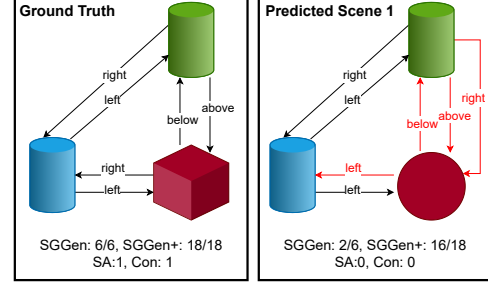 Ground Truth
right
left
below
above
right
left
SGGen: 6/6, SGGen+: 18/18
SA:1, Con: 1
Predicted Scene 1
right
left
right
below
above
left
left
SGGen: 2/6, SGGen+: 16/18
SA:0, Con: 0